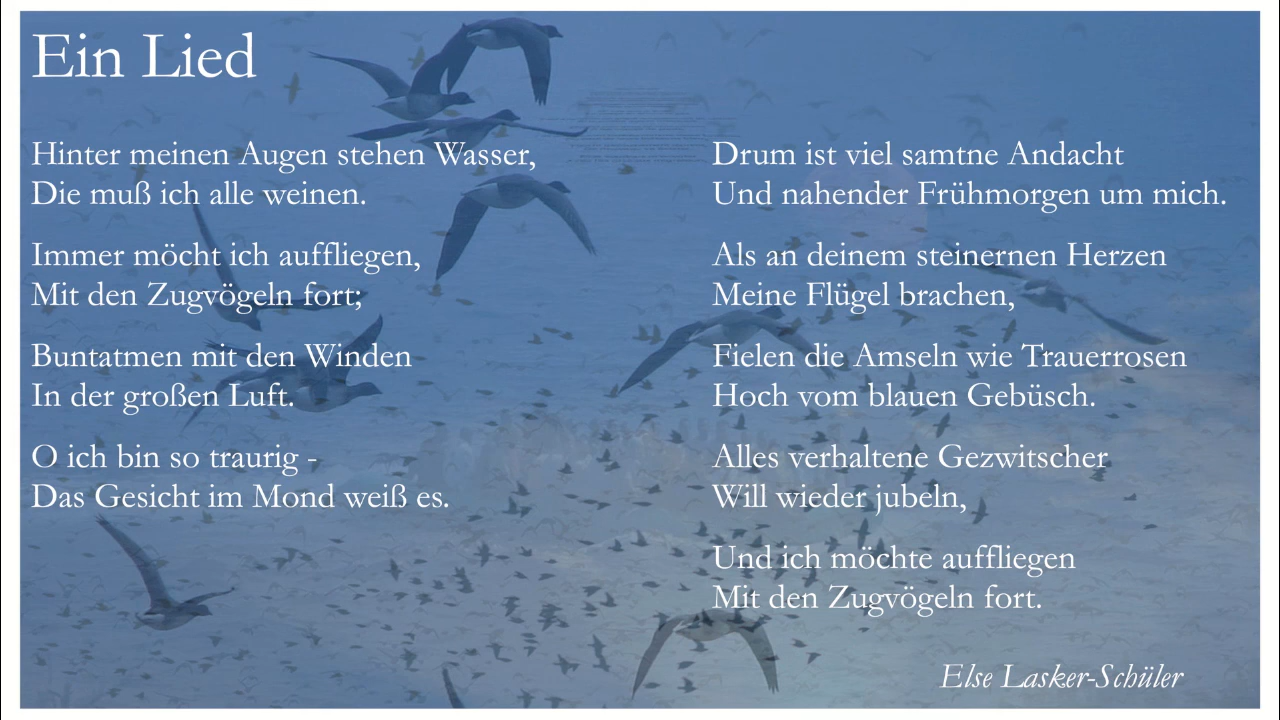 Ein Lied
Hinter meinen Augen stehen Wasser,
Die muß ich alle weinen.
Immer möcht ich auffliegen,
Mit den Zugvögeln fort;
Buntatmen mit den Winden
In der großen Luft.
O ich bin so traurig -
Das Gesicht im Mond weiß es.
Drum ist viel samtne Andacht
Und nahender Frühmorgen um mich.
Als an deinem steinernen Herzen
Meine Flügel brachen,
Fielen die Amseln wie Trauerrosen
Hoch vom blauen Gebüsch.
Alles verhaltene Gezwitscher
Will wieder jubeln,
Und ich möchte auffliegen
Mit den Zugvögeln fort.
Else Lasker-Schüler